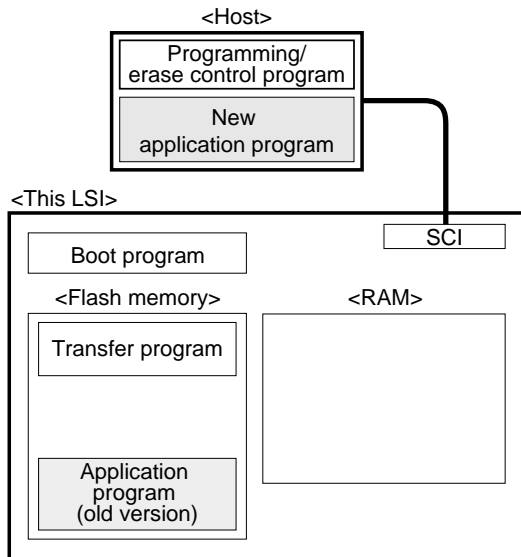 <Host>
Programming/
erase control program
New
application program
<This LSI>
SCI
Boot program
<Flash memory>
<RAM>
Transfer program
Application
program
(old version)